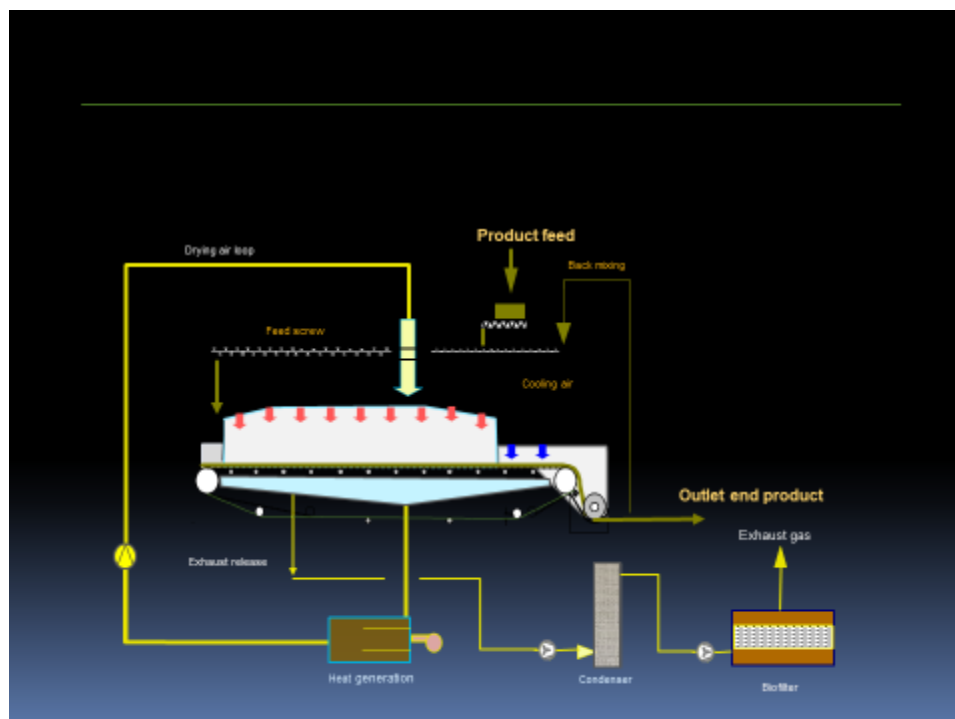 Product feed
Drying air loop
Back mixing
Feed screw
Cooling air
Outlet end product
Exhaust gas
Exhaust release
Heat generation
Condenser
Biofilter